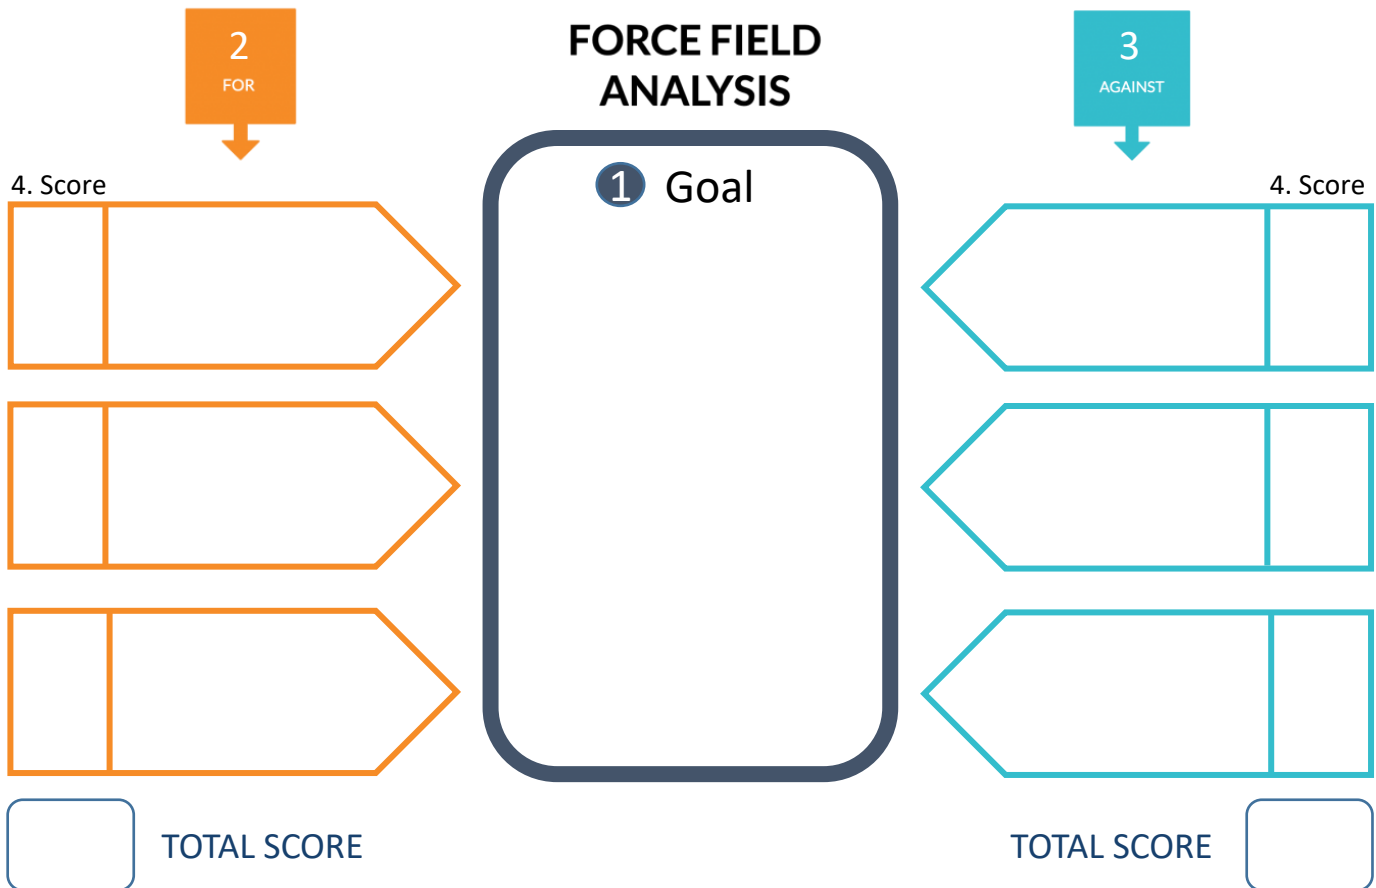 2
FOR
FORCE FIELD
ANALYSIS
3
AGAINST
4. Score
1 Goal
4. Score
TOTAL SCORE
TOTAL SCORE